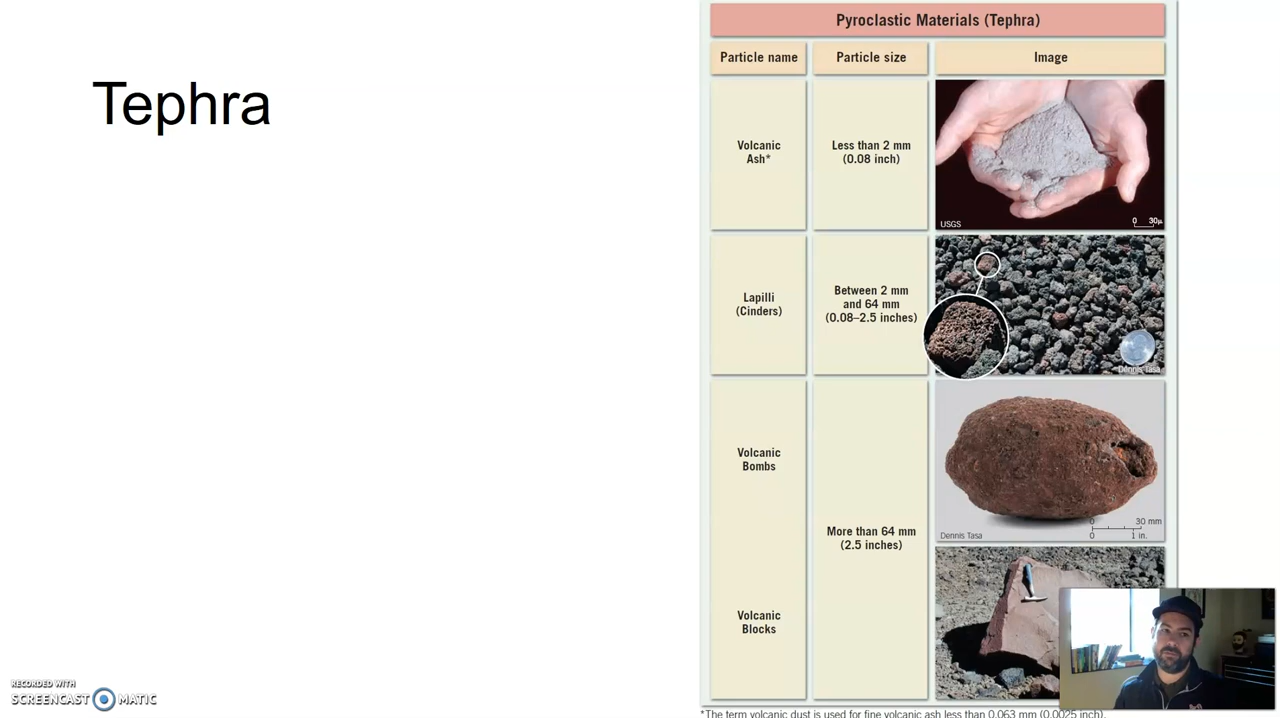 Tephra
Pyroclastic Materials (Tephra)
Particle name
Particle size
Image
Volcanic
Ash*
Less than 2 mm
(0.08 inch)
USGS
0 30µ
Lapilli
(Cinders)
Between 2 mm
and 64 mm
(0.08–2.5 inches)
Dennis Tasa
Volcanic
Bombs
More than 64 mm
(2.5 inches)
0 30 mm
0 1 in.
Dennis Tasa
Volcanic
Blocks
*The term volcanic dust is used for fine volcanic ash less than 0.063 mm (0.0025 inch).
RECORDED WITH
SCREENCAST MATIC